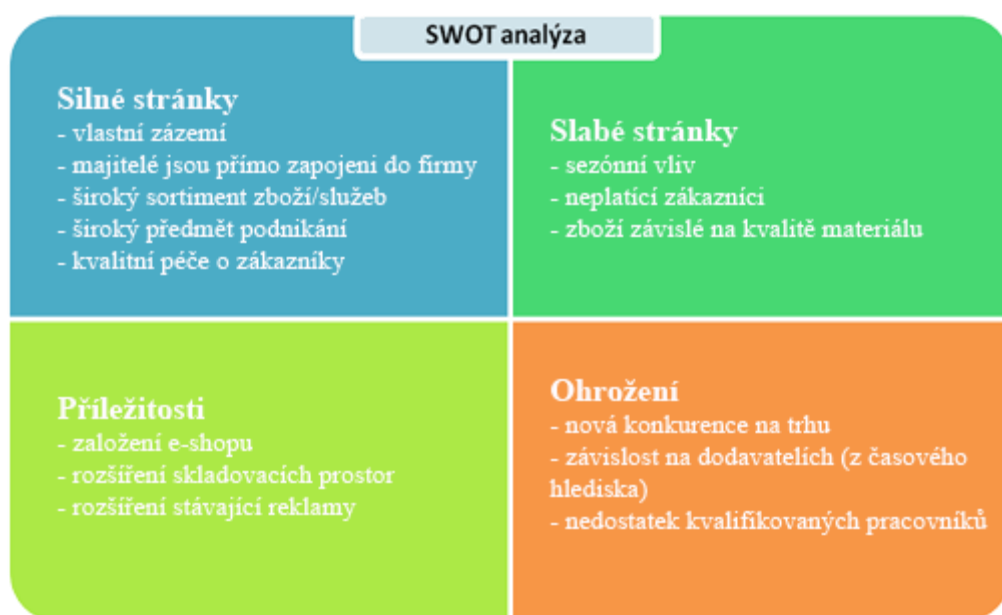 SWOT analýza
Silné stránky
- vlastní zázemí
- majitelé jsou přímo zapojeni do firmy
- široký sortiment zboží/služeb
- široký předmět podnikání
- kvalitní péče o zákazníky
Slabé stránky
- sezónní vliv
- neplatící zákazníci
- zboží závislé na kvalitě materiálu
Příležitosti
- založení e-shopu
- rozšíření skladovacích prostor
- rozšíření stávající reklamy
Ohrožení
- nová konkurence na trhu
- závislost na dodavatelích (z časového
hlediska)
- nedostatek kvalifikovaných pracovníků